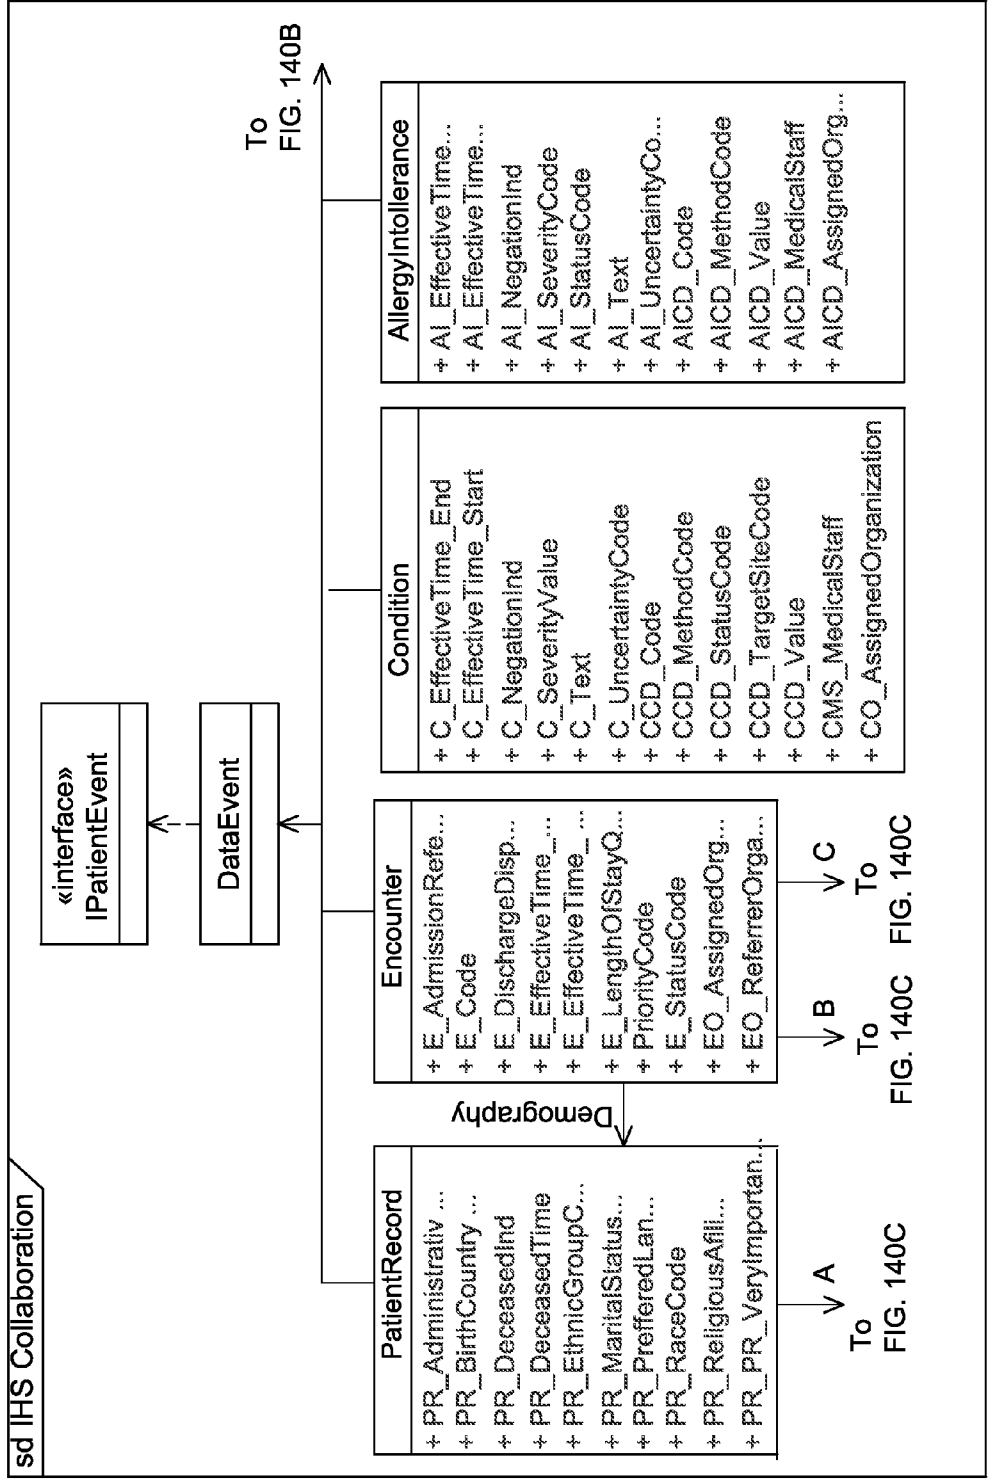 sd IHS Collaboration
«interface»
IPatientEvent
DataEvent
To
FIG. 140B
PatientRecord
+ PR_Administrativ ...
+ PR_BirthCountry ...
+ PR_DeceasedInd
+ PR_DeceasedTime
+ PR_EthnicGroupC...
+ PR_MaritalStatus...
+ PR_PrefferedLan...
+ PR_RaceCode
+ PR_ReligiousAfili...
+ PR_PR_VeryImportan...
Demography
Encounter
+ E_AdmissionRefe...
+ E_Code
+ E_DischargeDisp...
+ E_EffectiveTime_...
+ E_EffectiveTime_ ...
+ E_LengthOfStayQ...
+ PriorityCode
+ E_StatusCode
+ EO_AssignedOrg...
+ EO_ReferrerOrga...
Condition
+ C_EffectiveTime_End
+ C_EffectiveTime_Start
+ C_NegationInd
+ C_SeverityValue
+ C_Text
+ C_UncertaintyCode
+ CCD_Code
+ CCD_MethodCode
+ CCD_StatusCode
+ CCD_TargetSiteCode
+ CCD_Value
+ CMS_MedicalStaff
+ CO_AssignedOrganization
AllergyIntollerance
+ AI_EffectiveTime...
+ AI_EffectiveTime...
+ AI_NegationInd
+ AI_SeverityCode
+ AI_StatusCode
+ AI_Text
+ AI_UncertaintyCo...
+ AICD_Code
+ AICD_MethodCode
+ AICD_Value
+ AICD_MedicalStaff
+ AICD_AssignedOrg...
A
To
FIG. 140C
B
To
FIG. 140C
C
To
FIG. 140C